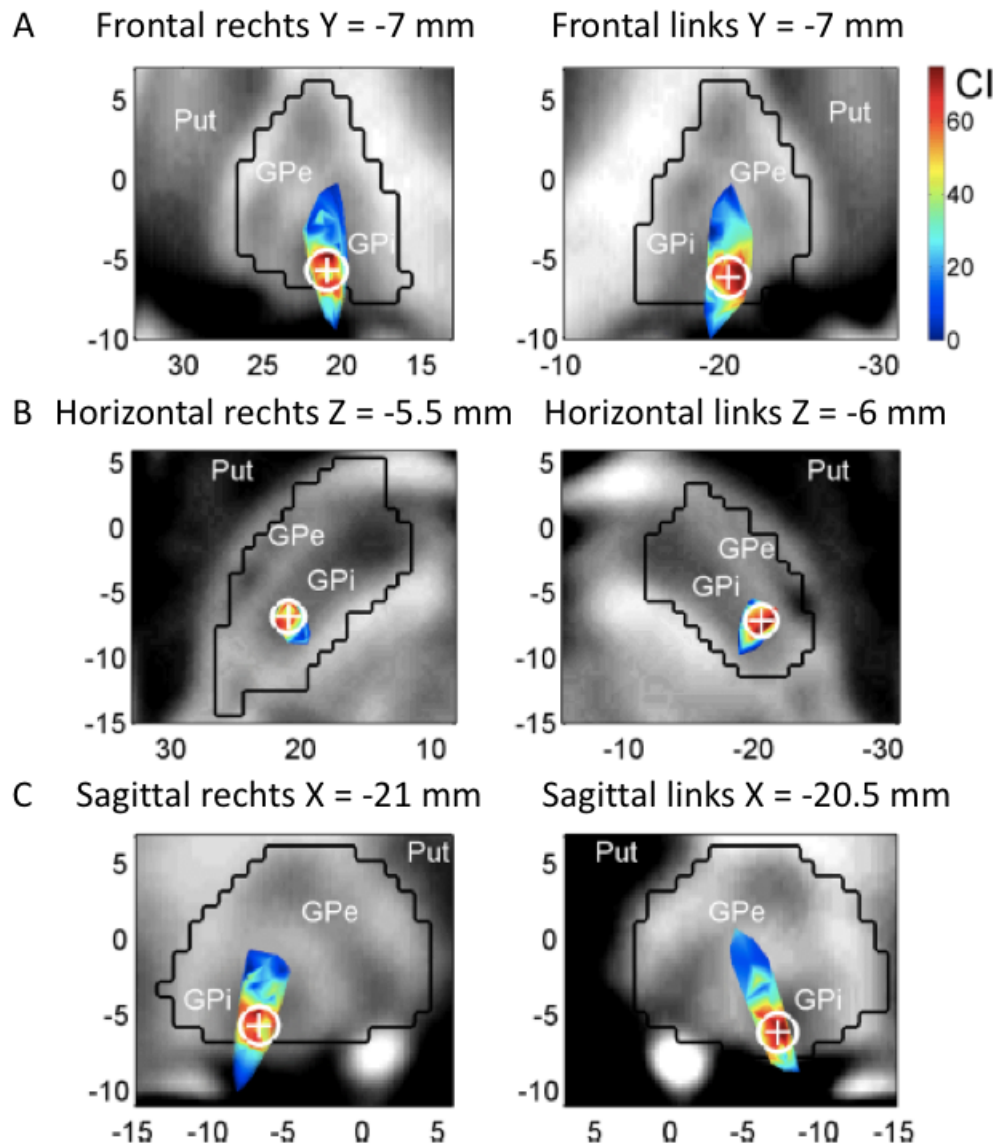 A Frontal rechts Y = -7 mm Frontal links Y = -7 mm
5 Put GPe GPi 0 -5 -10
30 25 20 15
5 Put GPe GPi 0 -5 -10
-10 -20 -30
CI 60 40 20 0
B Horizontal rechts Z = -5.5 mm Horizontal links Z = -6 mm
5 Put GPe GPi 0 -5 -10 -15
30 20 10
5 Put GPe GPi 0 -5 -10 -15
-10 -20 -30
C Sagittal rechts X = -21 mm Sagittal links X = -20.5 mm
5 Put GPe GPi 0 -5 -10
-15 -10 -5 0 5
5 Put GPe GPi 0 -5 -10
5 0 -5 -10 -15